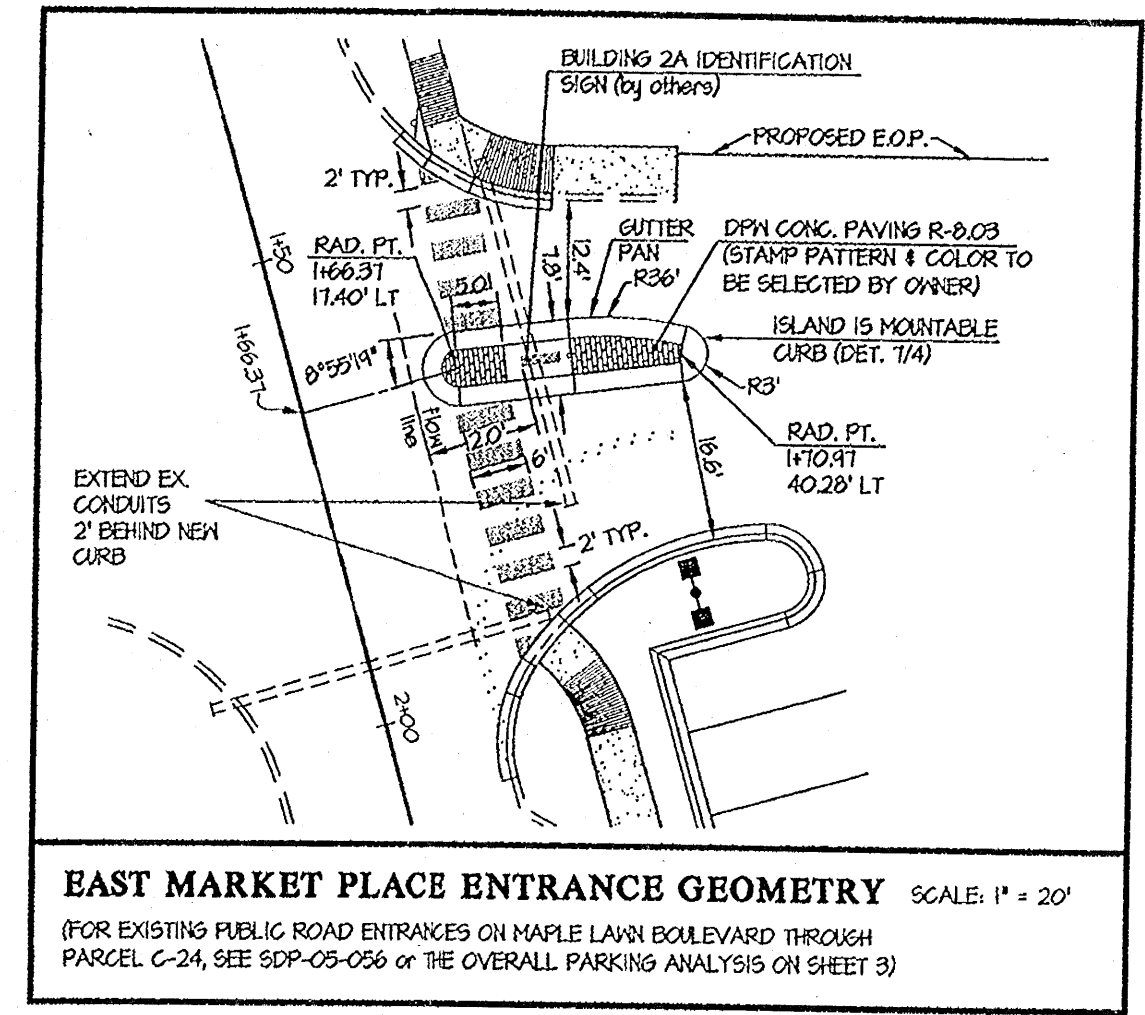 BUILDING 2A IDENTIFICATION
SIGN (by others)
PROPOSED E.O.P.
2' TYP.
GUTTER
PAN
R36'
DPW CONC. PAVING R-8.03
(STAMP PATTERN & COLOR TO
BE SELECTED BY OWNER)
1+50
RAD. PT.
1+66.37
17.40' LT
5.0'
7.8'
12.4'
ISLAND IS MOUNTABLE
CURB (DET. 7/4)
1+66.37
8°55'19"
R3'
flow
line
2.0'
6'
16.6'
RAD. PT.
1+70.97
40.28' LT
EXTEND EX.
CONDUITS
2' BEHIND NEW
CURB
2' TYP.
2+00
EAST MARKET PLACE ENTRANCE GEOMETRY SCALE: 1" = 20'
(FOR EXISTING PUBLIC ROAD ENTRANCES ON MAPLE LAWN BOULEVARD THROUGH
PARCEL C-24, SEE SDP-05-056 or THE OVERALL PARKING ANALYSIS ON SHEET 3)